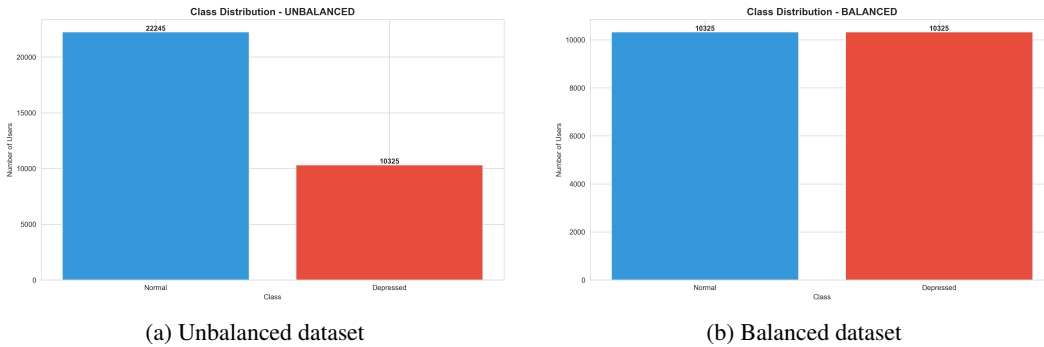 Class Distribution - UNBALANCED
22245
10325
20000
15000
10000
5000
0
Number of Users
Normal
Depressed
Class
(a) Unbalanced dataset
Class Distribution - BALANCED
10325
10325
10000
8000
6000
4000
2000
0
Number of Users
Normal
Depressed
Class
(b) Balanced dataset